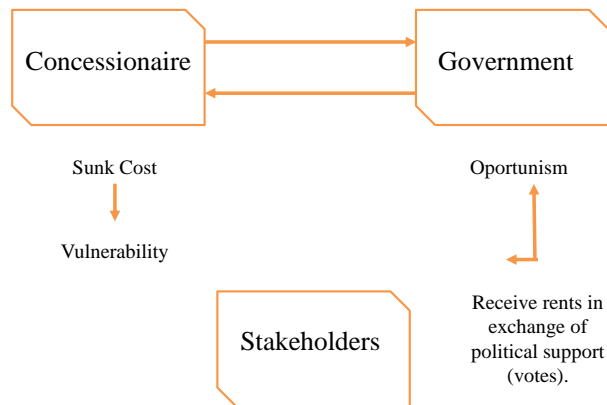 Concessionaire
Government
Sunk Cost
Oportunism
Vulnerability
Stakeholders
Receive rents in
exchange of
political support
(votes).